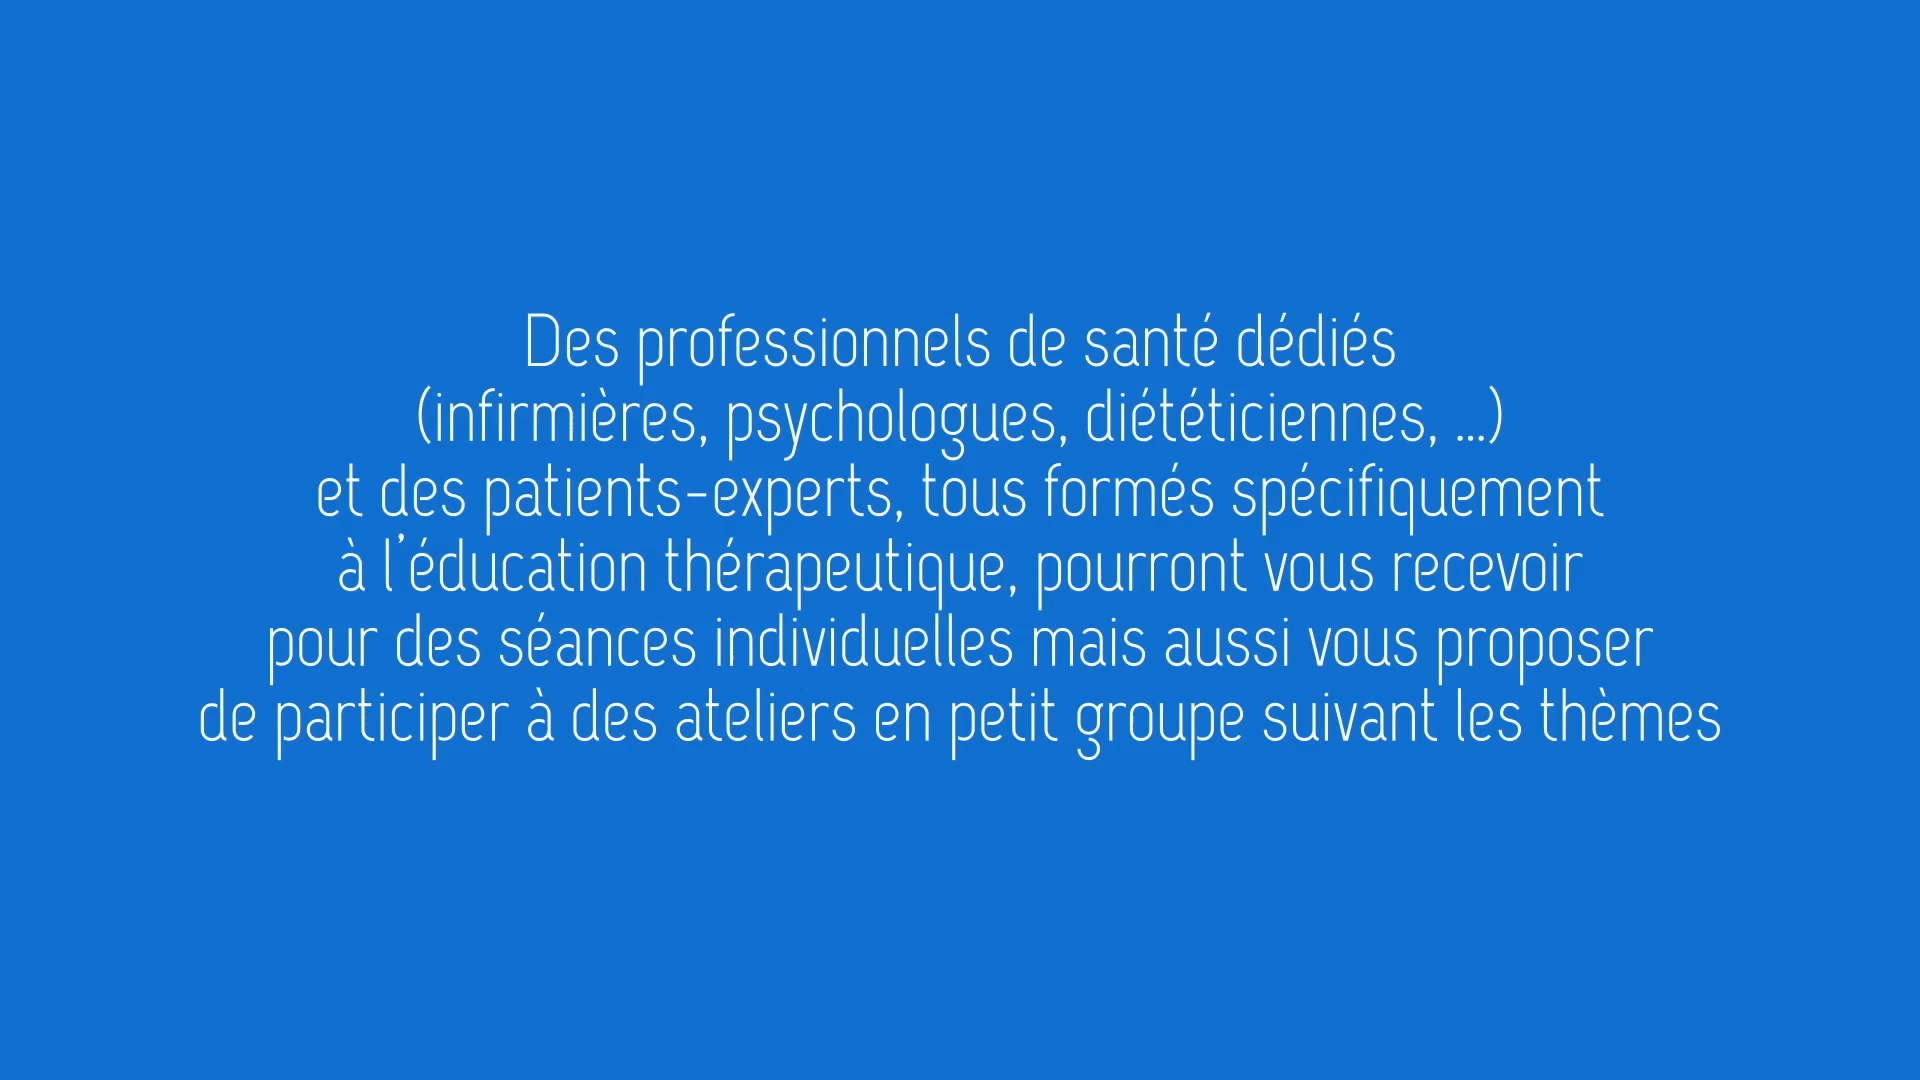 Des professionnels de santé dédiés
(infirmières, psychologues, diététiciennes, ...)
et des patients-experts, tous formés spécifiquement
à l’éducation thérapeutique, pourront vous recevoir
pour des séances individuelles mais aussi vous proposer
de participer à des ateliers en petit groupe suivant les thèmes